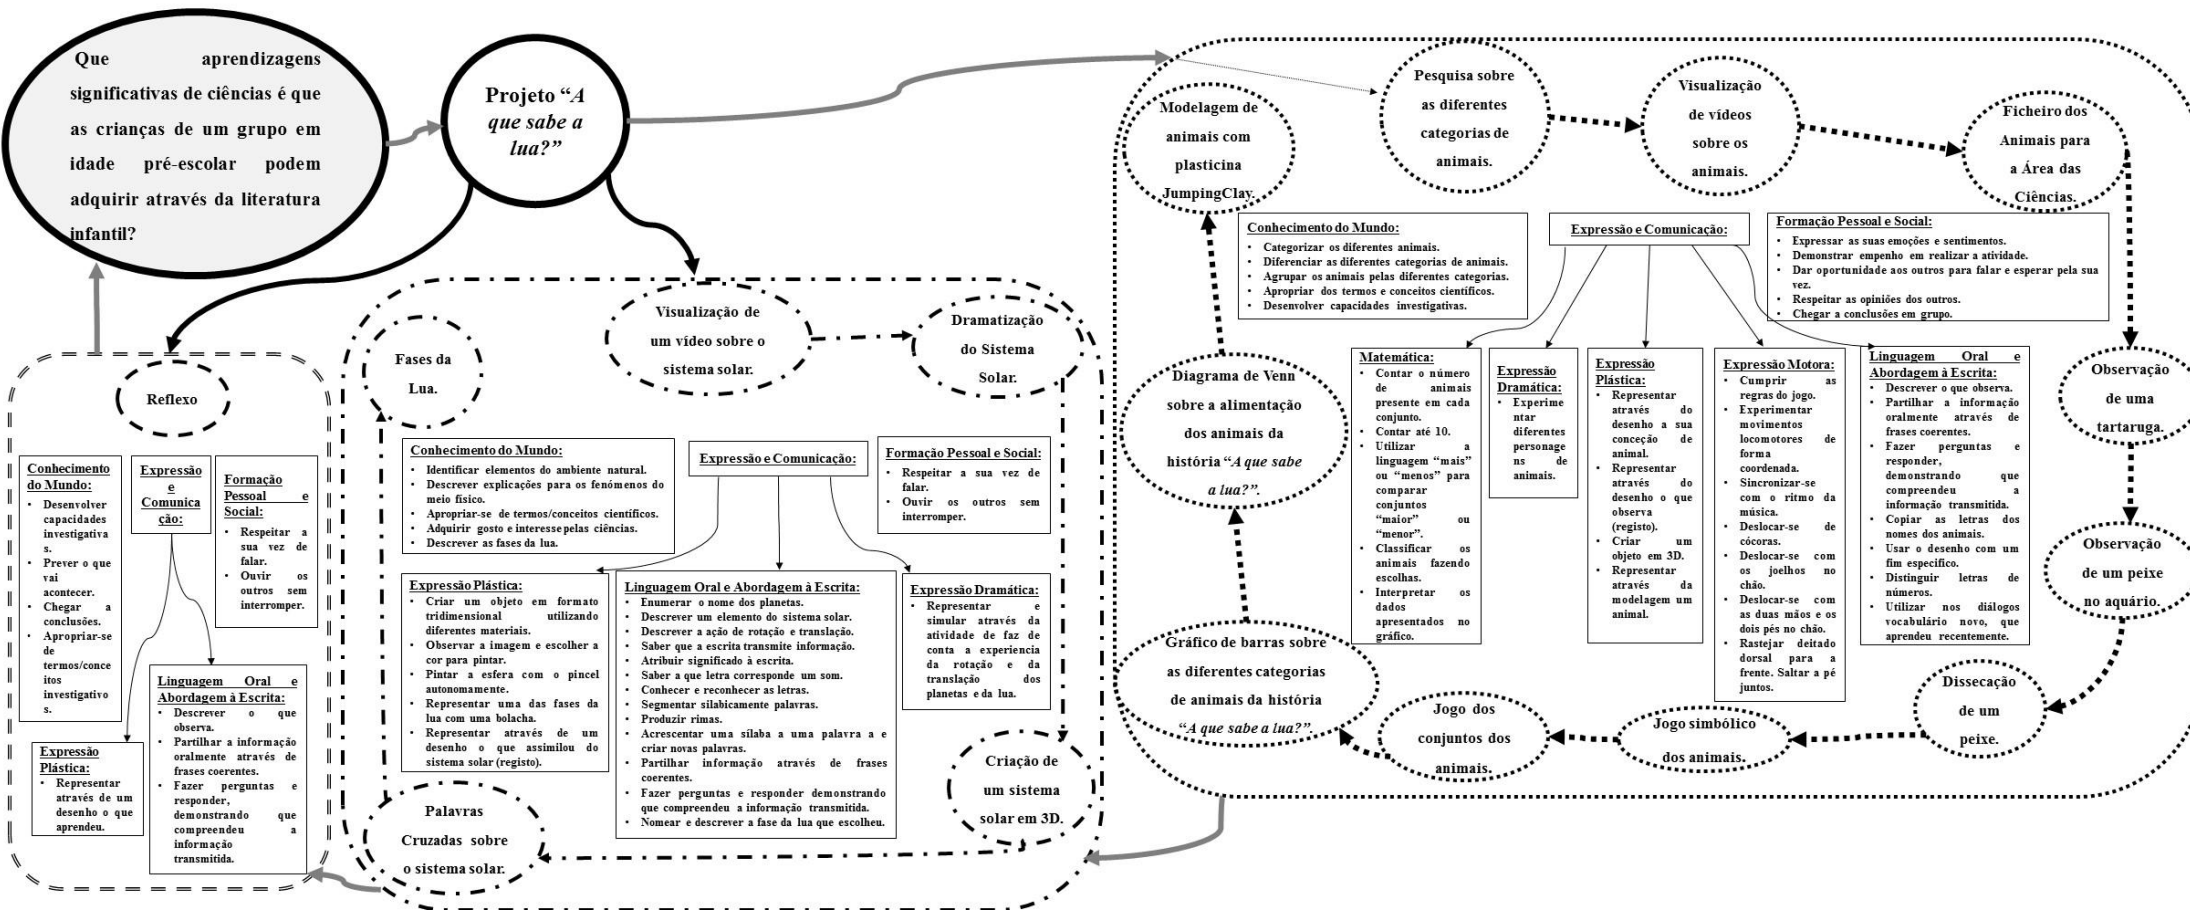 Que aprendizagens
significativas de ciências é que
as crianças de um grupo em
idade pré-escolar podem
adquirir através da literatura
infantil?
Projeto “A
que sabe a
lua?”
Reflexo
Conhecimento
do Mundo:
• Desenvolver
capacidades
investigativa
s.
• Prever o que
vai
acontecer.
• Chegar a
conclusões.
• Apropriar-se
de
termos/conce
itos
investigativo
s.
Expressão
e
Comunica
ção:
Formação
Pessoal e
Social:
• Respeitar a
sua vez de
falar.
• Ouvir os
outros sem
interromper.
Expressão
Plástica:
• Representar
através de um
desenho o que
aprendeu.
Linguagem Oral e
Abordagem à Escrita:
• Descrever o que
observa.
• Partilhar a informação
oralmente através de
frases coerentes.
• Fazer perguntas e
responder,
demonstrando que
compreendeu a
informação
transmitida.
Fases da
Lua.
Visualização de
um vídeo sobre o
sistema solar.
Dramatização
do Sistema
Solar.
Conhecimento do Mundo:
• Identificar elementos do ambiente natural.
• Descrever explicações para os fenómenos do
meio físico.
• Apropriar-se de termos/conceitos científicos.
• Adquirir gosto e interesse pelas ciências.
• Descrever as fases da lua.
Expressão e Comunicação:
Formação Pessoal e Social:
• Respeitar a sua vez de
falar.
• Ouvir os outros sem
interromper.
Expressão Plástica:
• Criar um objeto em formato
tridimensional utilizando
diferentes materiais.
• Observar a imagem e escolher a
cor para pintar.
• Pintar a esfera com o pincel
autonomamente.
• Representar uma das fases da
lua com uma bolacha.
• Representar através de um
desenho o que assimilou do
sistema solar (registo).
Linguagem Oral e Abordagem à Escrita:
• Enumerar o nome dos planetas.
• Descrever um elemento do sistema solar.
• Descrever a ação de rotação e translação.
• Saber que a escrita transmite informação.
• Atribuir significado à escrita.
• Saber a que letra corresponde um som.
• Conhecer e reconhecer as letras.
• Segmentar silabicamente palavras.
• Produzir rimas.
• Acrescentar uma sílaba a uma palavra a e
criar novas palavras.
• Partilhar informação através de frases
coerentes.
• Fazer perguntas e responder demonstrando
que compreendeu a informação transmitida.
• Nomear e descrever a fase da lua que escolheu.
Expressão Dramática:
• Representar e
simular através da
atividade de faz de
conta a experiencia
da rotação e da
translação dos
planetas e da lua.
Palavras
Cruzadas sobre
o sistema solar.
Criação de
um sistema
solar em 3D.
Modelagem de
animais com
plasticina
JumpingClay.
Pesquisa sobre
as diferentes
categorias de
animais.
Visualização
de vídeos
sobre os
animais.
Ficheiro dos
Animais para
a Área das
Ciências.
Conhecimento do Mundo:
• Categorizar os diferentes animais.
• Diferenciar as diferentes categorias de animais.
• Agrupar os animais pelas diferentes categorias.
• Apropriar dos termos e conceitos científicos.
• Desenvolver capacidades investigativas.
Expressão e Comunicação:
Formação Pessoal e Social:
• Expressar as suas emoções e sentimentos.
• Demonstrar empenho em realizar a atividade.
• Dar oportunidade aos outros para falar e esperar pela sua
vez.
• Respeitar as opiniões dos outros.
• Chegar a conclusões em grupo.
Diagrama de Venn
sobre a alimentação
dos animais da
história “A que sabe
a lua?”.
Matemática:
• Contar o número
de animais
presente em cada
conjunto.
• Contar até 10.
• Utilizar a
linguagem “mais”
ou “menos” para
comparar
conjuntos
“maior” ou
“menor”.
• Classificar os
animais fazendo
escolhas.
• Interpretar os
dados
apresentados no
gráfico.
Expressão
Dramática:
• Experime
ntar
diferentes
personage
ns de
animais.
Expressão
Plástica:
• Representar
através do
desenho a sua
conceção de
animal.
• Representar
através do
desenho o que
observa
(registo).
• Criar um
objeto em 3D.
• Representar
através da
modelagem um
animal.
Expressão Motora:
• Cumprir as
regras do jogo.
• Experimentar
movimentos
locomotores de
forma
coordenada.
• Sincronizar-se
com o ritmo da
música.
• Deslocar-se de
cócoras.
• Deslocar-se com
os joelhos no
chão.
• Deslocar-se com
as duas mãos e os
dois pés no chão.
• Rastejar deitado
dorsal para a
frente. Saltar a pé
juntos.
Linguagem Oral e
Abordagem à Escrita:
• Descrever o que observa.
• Partilhar a informação
oralmente através de
frases coerentes.
• Fazer perguntas e
responder,
demonstrando que
compreendeu a
informação transmitida.
• Copiar as letras dos
nomes dos animais.
• Usar o desenho com um
fim especifico.
• Distinguir letras de
números.
• Utilizar nos diálogos
vocabulário novo, que
aprendeu recentemente.
Observação
de uma
tartaruga.
Observação
de um peixe
no aquário.
Dissecação
de um
peixe.
Jogo simbólico
dos animais.
Jogo dos
conjuntos dos
animais.
Gráfico de barras sobre
as diferentes categorias
de animais da história
“A que sabe a lua?”.